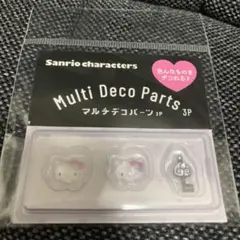 Sanrio characters
色んなものを
デコれる♪
Multi Deco Parts
マルチデコパーツ 3P
3P